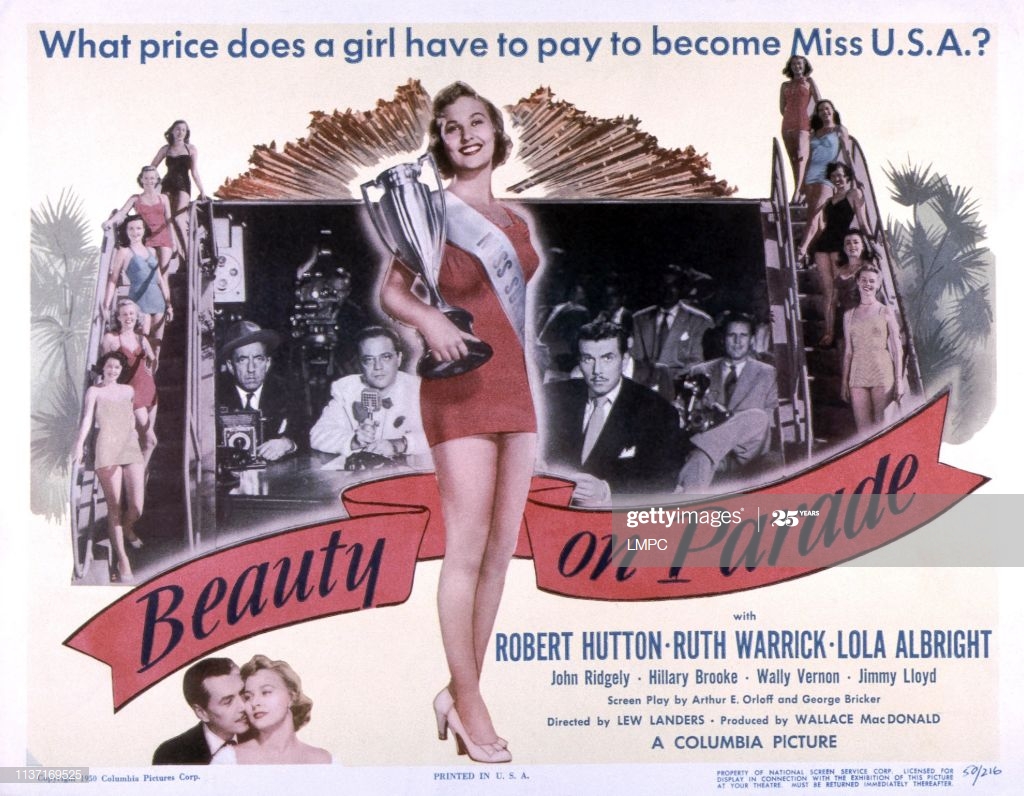 What price does a girl have to pay to become Miss U.S.A.?
Beauty on Parade
gettyimages | 25 YEARS
LMPC
with
ROBERT HUTTON · RUTH WARRICK · LOLA ALBRIGHT
John Ridgely · Hillary Brooke · Wally Vernon · Jimmy Lloyd
Screen Play by Arthur E. Orloff and George Bricker
Directed by LEW LANDERS · Produced by WALLACE MacDONALD
A COLUMBIA PICTURE
1137169525
1950 Columbia Pictures Corp.
PRINTED IN U. S. A.
PROPERTY OF NATIONAL SCREEN SERVICE CORP. LICENSED FOR
DISPLAY IN CONNECTION WITH THE EXHIBITION OF THIS PICTURE
AT YOUR THEATRE. MUST BE RETURNED IMMEDIATELY THEREAFTER.
50/216